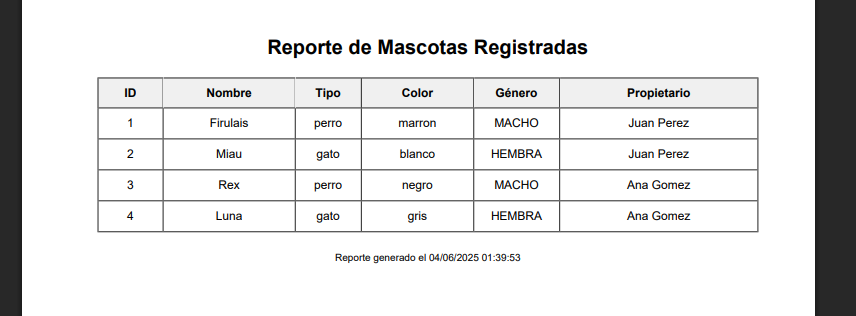 Reporte de Mascotas Registradas
ID Nombre Tipo Color Género Propietario
1 Firulais perro marron MACHO Juan Perez
2 Miau gato blanco HEMBRA Juan Perez
3 Rex perro negro MACHO Ana Gomez
4 Luna gato gris HEMBRA Ana Gomez
Reporte generado el 04/06/2025 01:39:53